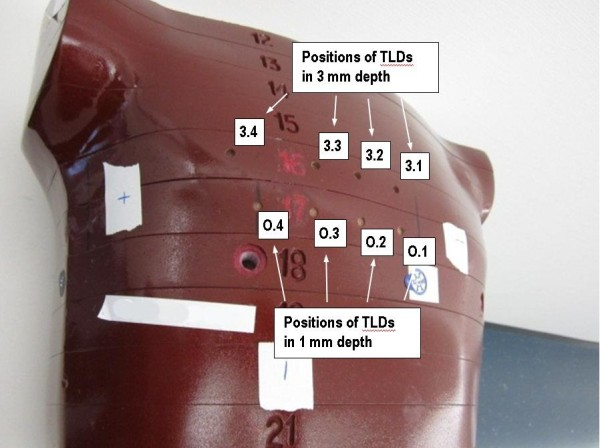 12
13
14
Positions of TLDs
in 3 mm depth
15
3.4
3.3
3.2
3.1
16
17
O.4
O.3
O.2
O.1
18
Positions of TLDs
in 1 mm depth
21